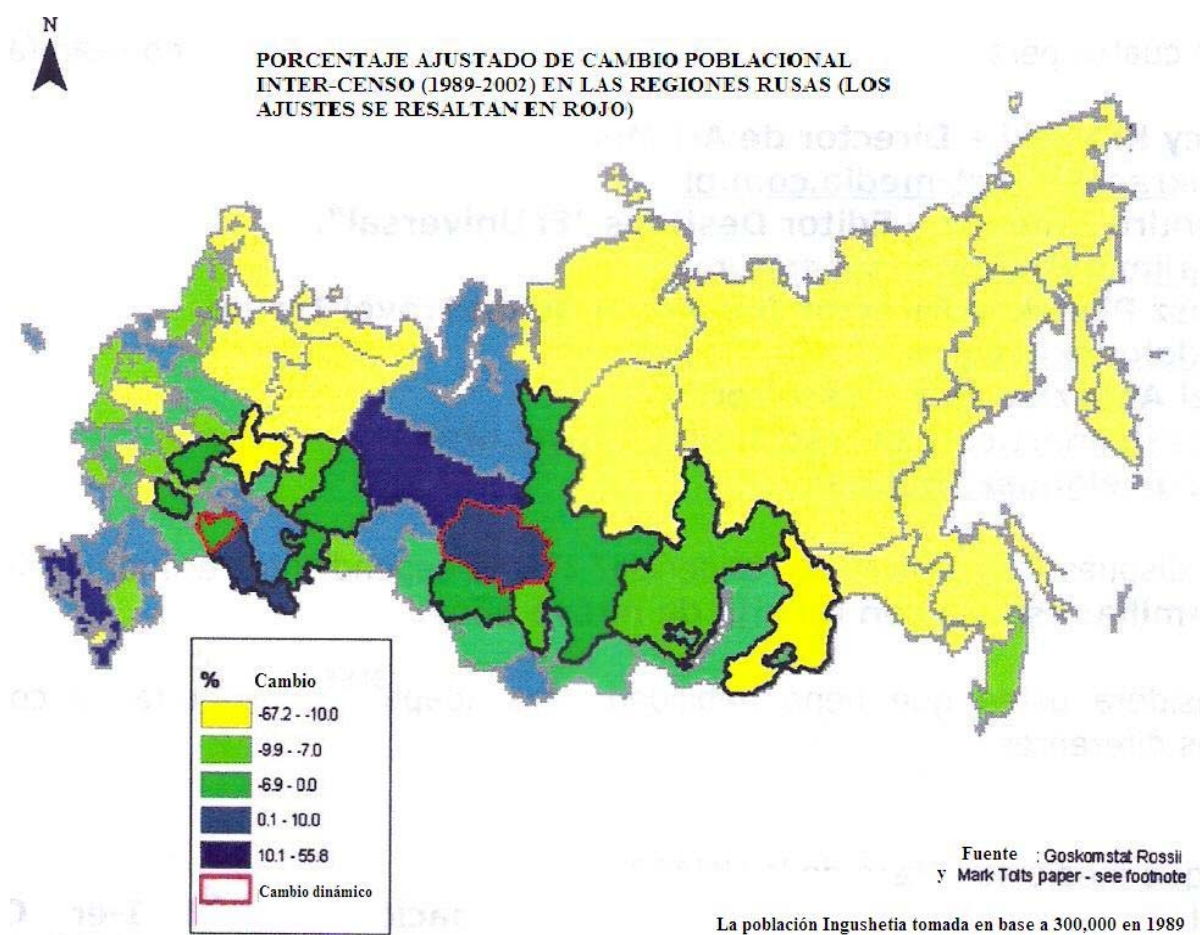 N
PORCENTAJE AJUSTADO DE CAMBIO POBLACIONAL
INTER-CENSO (1989-2002) EN LAS REGIONES RUSAS (LOS
AJUSTES SE RESALTAN EN ROJO)
% Cambio
-67.2 - -10.0
-9.9 - -7.0
-6.9 - 0.0
0.1 - 10.0
10.1 - 55.8
Cambio dinámico
Fuente : Goskomstat Rossii
y Mark Tolts paper - see footnote
La población Ingushetia tomada en base a 300,000 en 1989